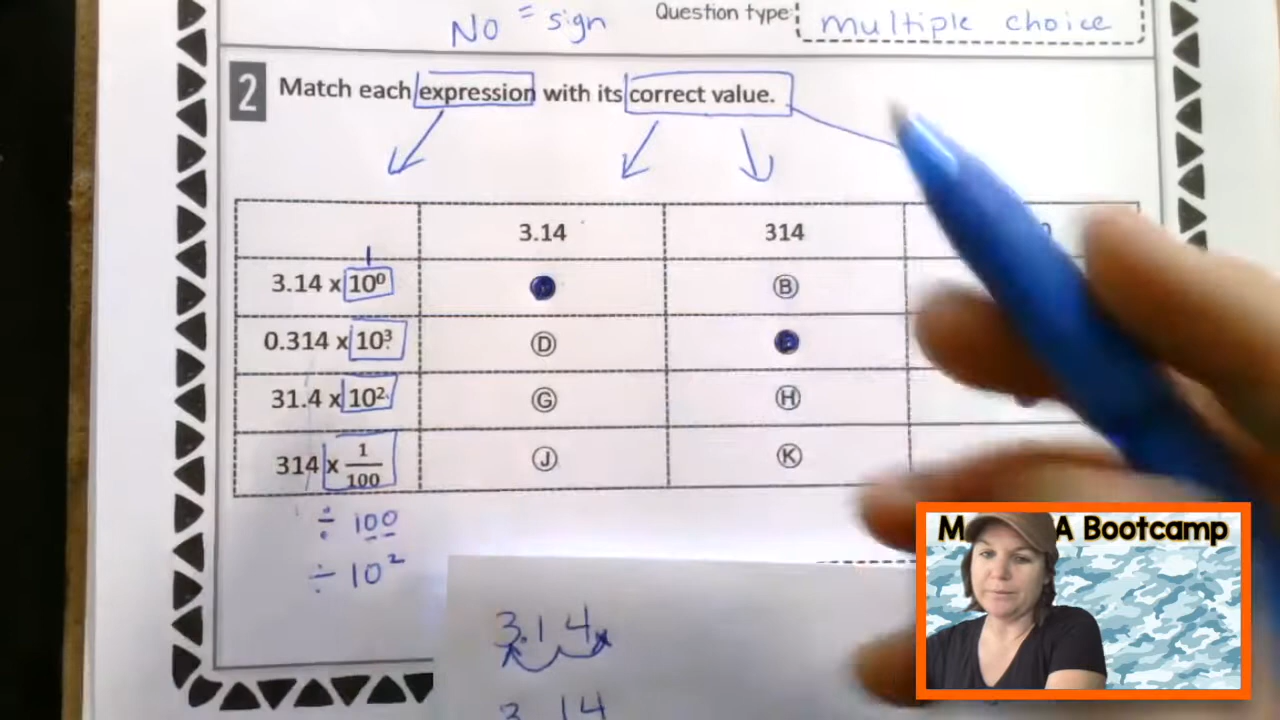 No = sign
Question type: multiple choice
2 Match each expression with its correct value.
3.14 314
1
3.14 x 10⁰ B
0.314 x 10³ D
31.4 x 10² G H
314 x 1/100 J K
÷ 100
÷ 10²
3.14
3.14
A Bootcamp